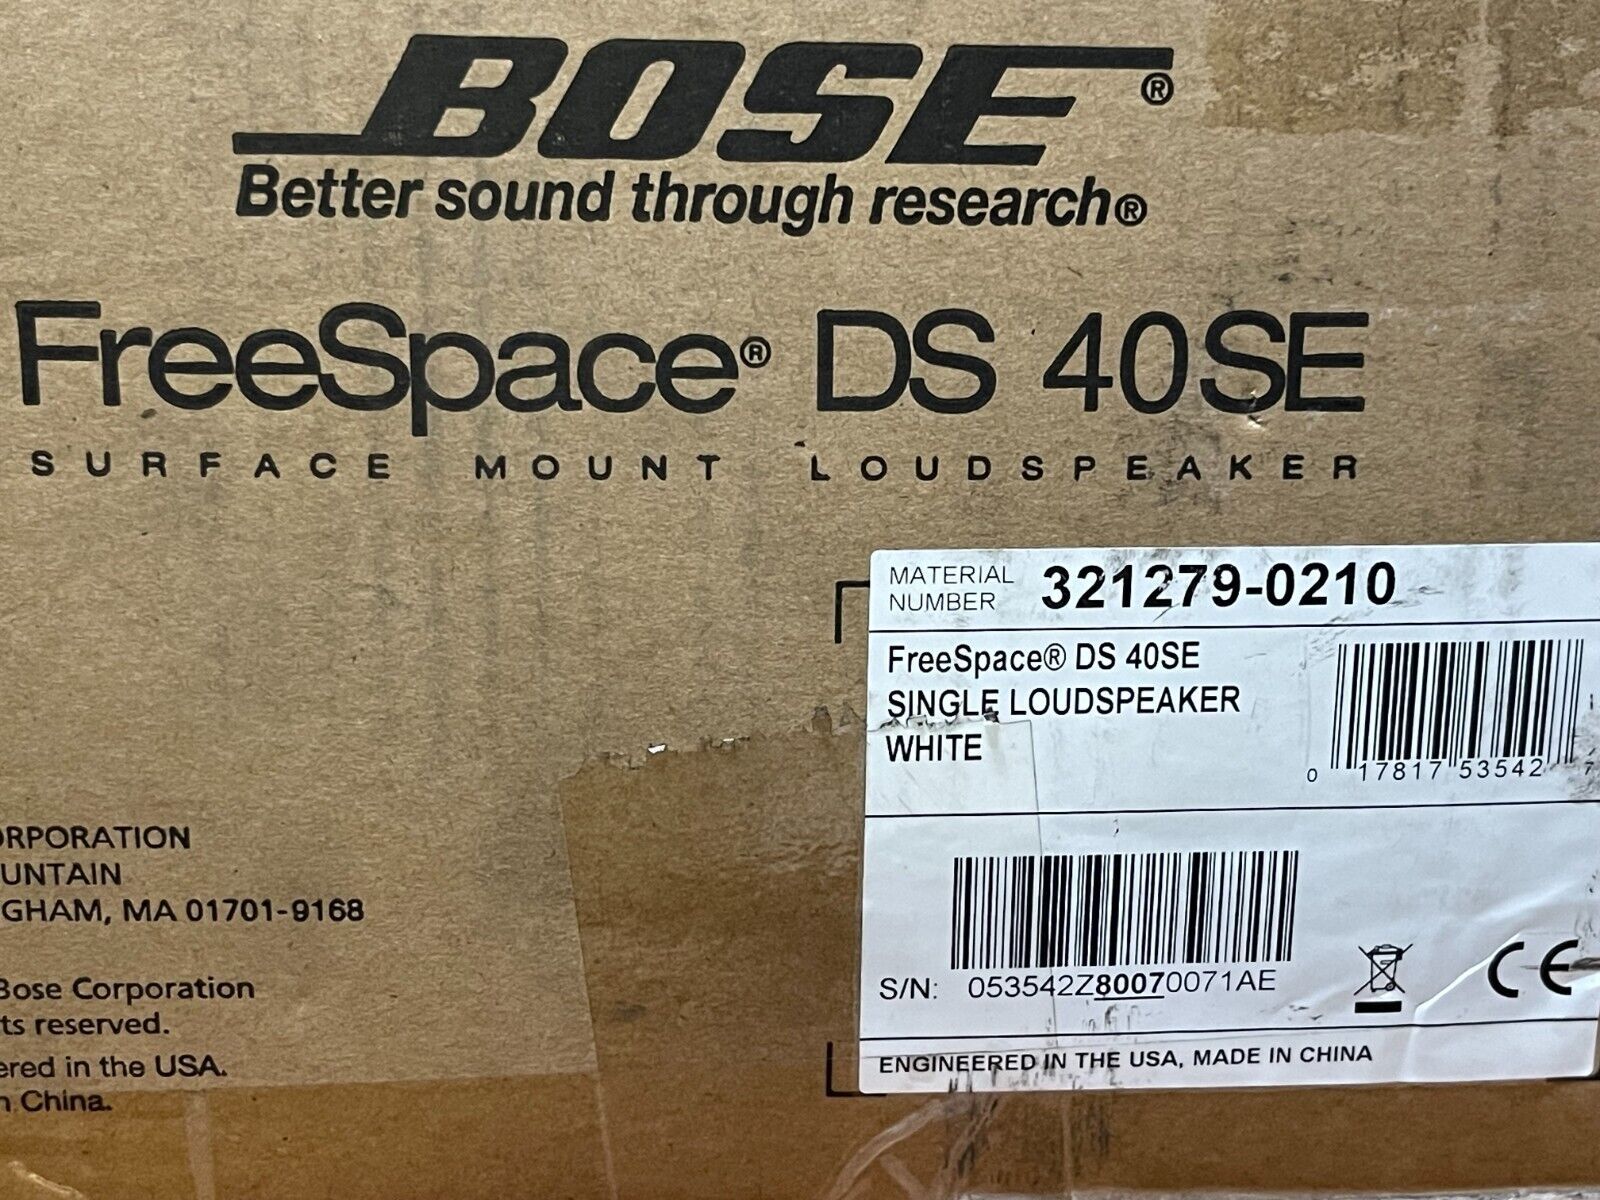 BOSE®
Better sound through research®
FreeSpace® DS 40SE
SURFACE MOUNT LOUDSPEAKER
MATERIAL NUMBER 321279-0210
FreeSpace® DS 40SE
SINGLE LOUDSPEAKER
WHITE
0 17817 53542 7
S/N: 053542Z80070071AE
CE
ENGINEERED IN THE USA, MADE IN CHINA
ORPORATION
UNTAIN
GHAM, MA 01701-9168
Bose Corporation
ts reserved.
ered in the USA.
n China.